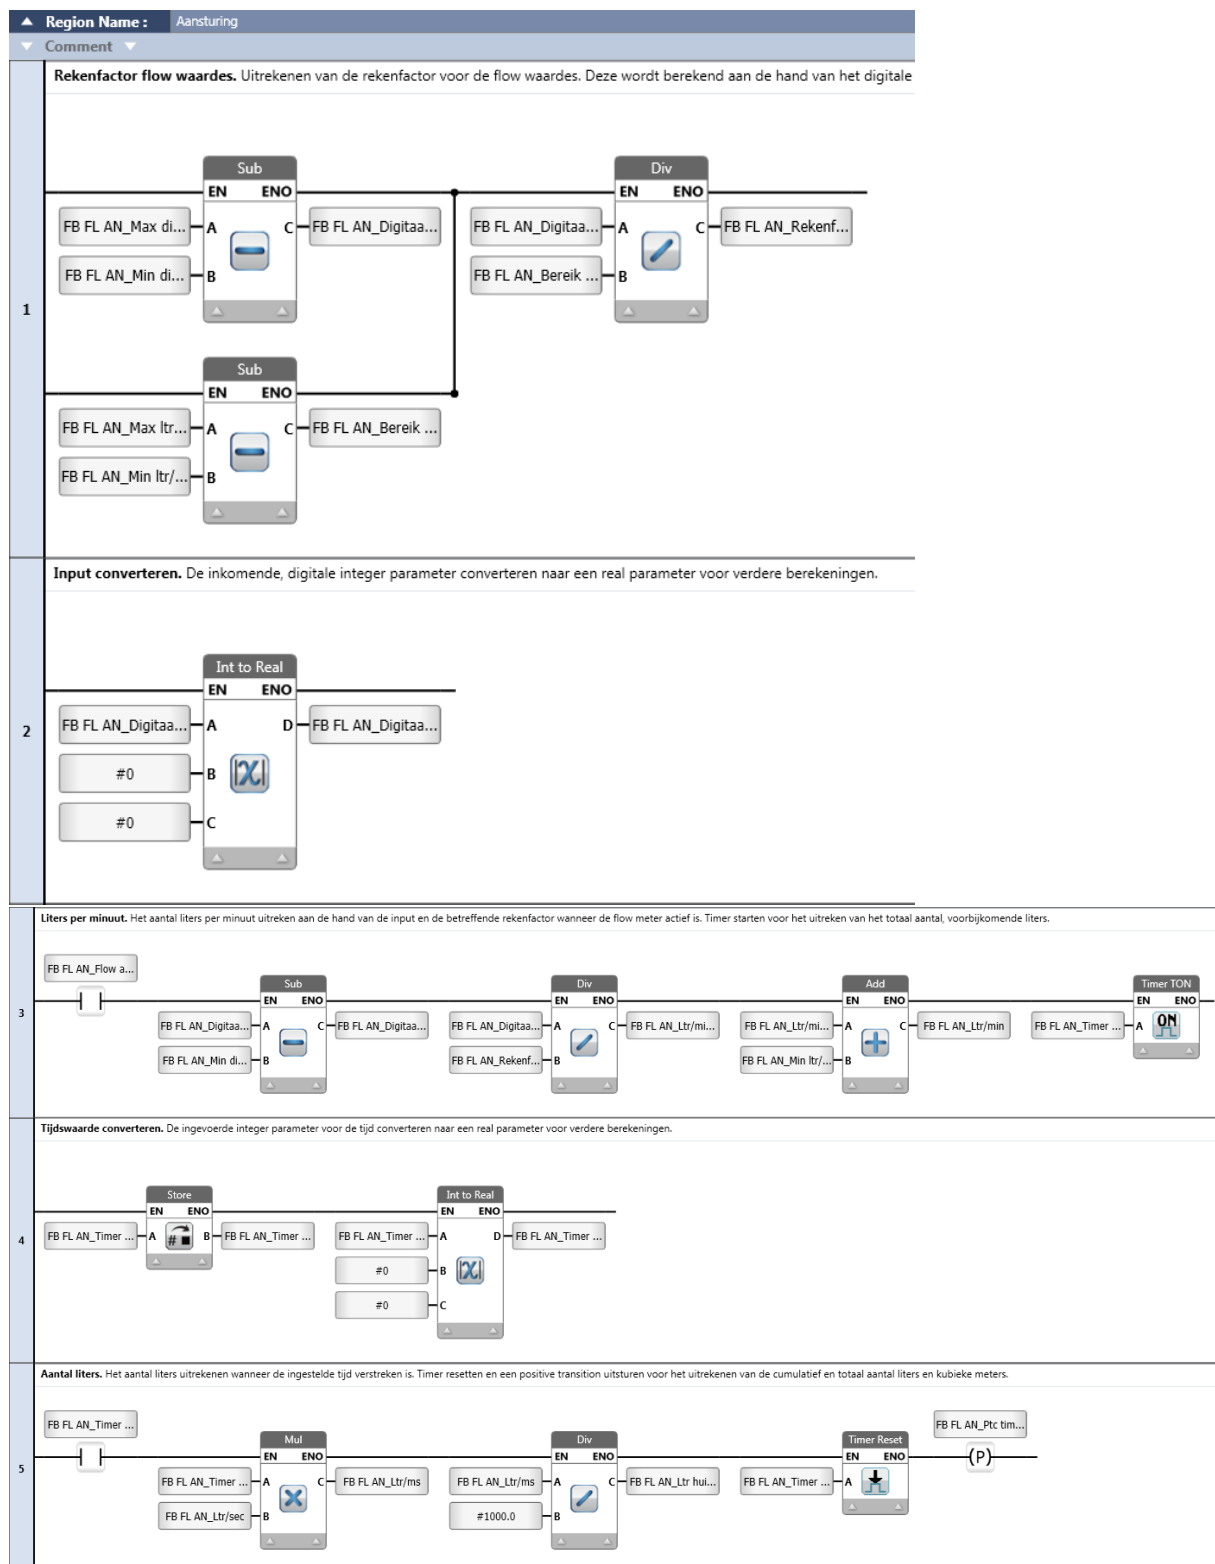 Region Name : Aansturing
Comment
1
Rekenfactor flow waardes. Uitrekenen van de rekenfactor voor de flow waardes. Deze wordt berekend aan de hand van het digitale
Sub Div
EN ENO EN ENO
FB FL AN_Max di... A C FB FL AN_Digitaa... FB FL AN_Digitaa... A C FB FL AN_Rekenf...
FB FL AN_Min di... B FB FL AN_Bereik ... B
Sub
EN ENO
FB FL AN_Max ltr... A C FB FL AN_Bereik ...
FB FL AN_Min ltr/... B
2
Input converteren. De inkomende, digitale integer parameter converteren naar een real parameter voor verdere berekeningen.
Int to Real
EN ENO
FB FL AN_Digitaa... A D FB FL AN_Digitaa...
#0 B |X|
#0 C
3
Liters per minuut. Het aantal liters per minuut uitreken aan de hand van de input en de betreffende rekenfactor wanneer de flow meter actief is. Timer starten voor het uitreken van het totaal aantal, voorbijkomende liters.
FB FL AN_Flow a...
Sub Div Add Timer TON
EN ENO EN ENO EN ENO EN ENO
FB FL AN_Digitaa... A C FB FL AN_Digitaa... FB FL AN_Digitaa... A C FB FL AN_Ltr/mi... FB FL AN_Ltr/mi... A C FB FL AN_Ltr/min FB FL AN_Timer ... A ON
FB FL AN_Min di... B FB FL AN_Rekenf... B FB FL AN_Min ltr/... B
4
Tijdswaarde converteren. De ingevoerde integer parameter voor de tijd converteren naar een real parameter voor verdere berekeningen.
Store Int to Real
EN ENO EN ENO
FB FL AN_Timer ... A # B FB FL AN_Timer ... FB FL AN_Timer ... A D FB FL AN_Timer ...
#0 B |X|
#0 C
5
Aantal liters. Het aantal liters uitrekenen wanneer de ingestelde tijd verstreken is. Timer resetten en een positive transition uitsturen voor het uitrekenen van de cumulatief en totaal aantal liters en kubieke meters.
FB FL AN_Timer ... FB FL AN_Ptc tim...
Mul Div Timer Reset
EN ENO EN ENO EN ENO (P)
FB FL AN_Timer ... A C FB FL AN_Ltr/ms FB FL AN_Ltr/ms A C FB FL AN_Ltr hui... FB FL AN_Timer ... A
FB FL AN_Ltr/sec B #1000.0 B